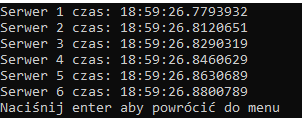 Serwer 1 czas: 18:59:26.7793932
Serwer 2 czas: 18:59:26.8120651
Serwer 3 czas: 18:59:26.8290319
Serwer 4 czas: 18:59:26.8460629
Serwer 5 czas: 18:59:26.8630689
Serwer 6 czas: 18:59:26.8800789
Naciśnij enter aby powrócić do menu